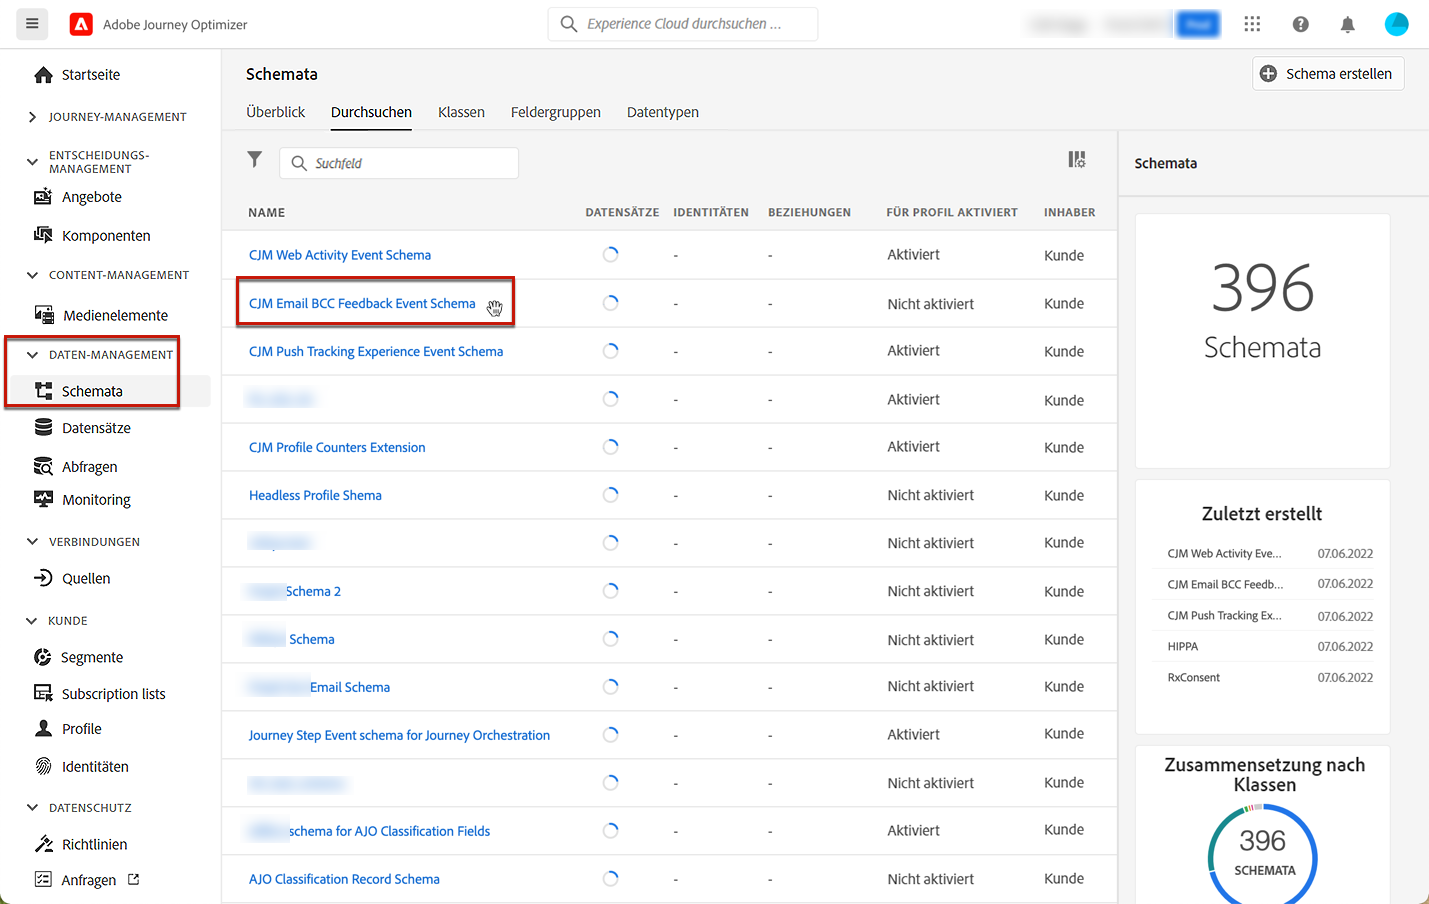 Adobe Journey Optimizer
Experience Cloud durchsuchen ...
Startseite
JOURNEY-MANAGEMENT
ENTSCHEIDUNGS-
MANAGEMENT
Angebote
Komponenten
CONTENT-MANAGEMENT
Medienelemente
DATEN-MANAGEMENT
Schemata
Datensätze
Abfragen
Monitoring
VERBINDUNGEN
Quellen
KUNDE
Segmente
Subscription lists
Profile
Identitäten
DATENSCHUTZ
Richtlinien
Anfragen
Schemata
Schema erstellen
Überblick Durchsuchen Klassen Feldergruppen Datentypen
Suchfeld
NAME DATENSÄTZE IDENTITÄTEN BEZIEHUNGEN FÜR PROFIL AKTIVIERT INHABER
CJM Web Activity Event Schema - - Aktiviert Kunde
CJM Email BCC Feedback Event Schema - - Nicht aktiviert Kunde
CJM Push Tracking Experience Event Schema - - Aktiviert Kunde
- - Aktiviert Kunde
CJM Profile Counters Extension - - Aktiviert Kunde
Headless Profile Shema - - Nicht aktiviert Kunde
- - Nicht aktiviert Kunde
Schema 2 - - Nicht aktiviert Kunde
Schema - - Nicht aktiviert Kunde
Email Schema - - Nicht aktiviert Kunde
Journey Step Event schema for Journey Orchestration - - Aktiviert Kunde
- - Nicht aktiviert Kunde
schema for AJO Classification Fields - - Aktiviert Kunde
AJO Classification Record Schema - - Nicht aktiviert Kunde
Schemata
396
Schemata
Zuletzt erstellt
CJM Web Activity Eve... 07.06.2022
CJM Email BCC Feedb... 07.06.2022
CJM Push Tracking Ex... 07.06.2022
HIPPA 07.06.2022
RxConsent 07.06.2022
Zusammensetzung nach
Klassen
396
SCHEMATA